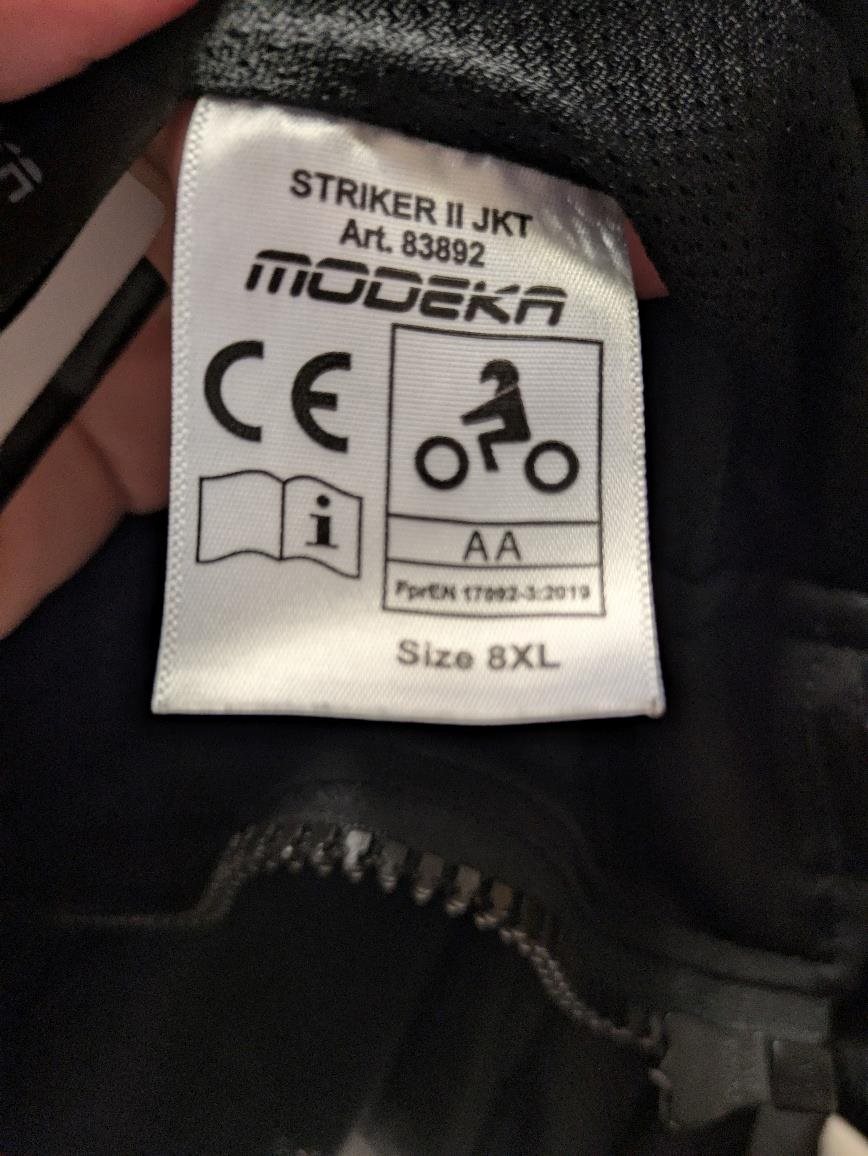 STRIKER II JKT
Art. 83892
MODEKA
CE
i
AA
FprEN 17092-3:2019
Size 8XL